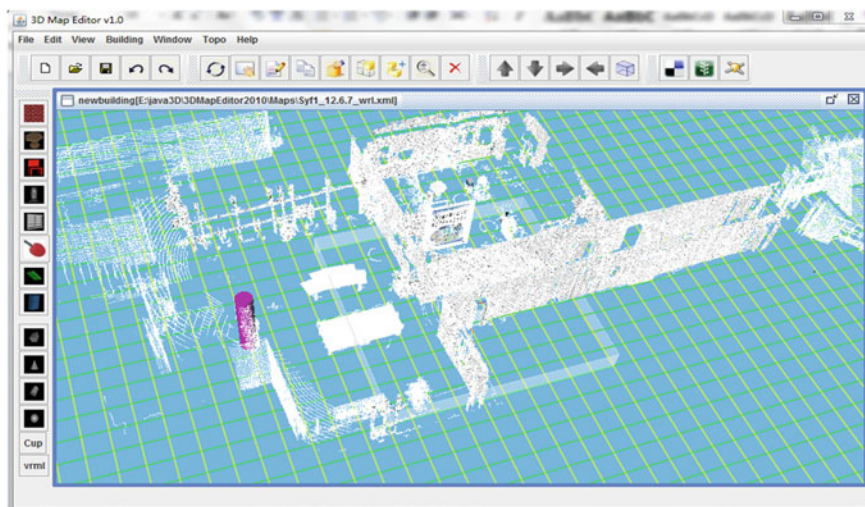 3D Map Editor v1.0
File Edit View Building Window Topo Help
newbuilding[E:\java3D\3DMapEditor2010\Maps\Syf1_12.6.7_wrl.xml]
Cup
vrml